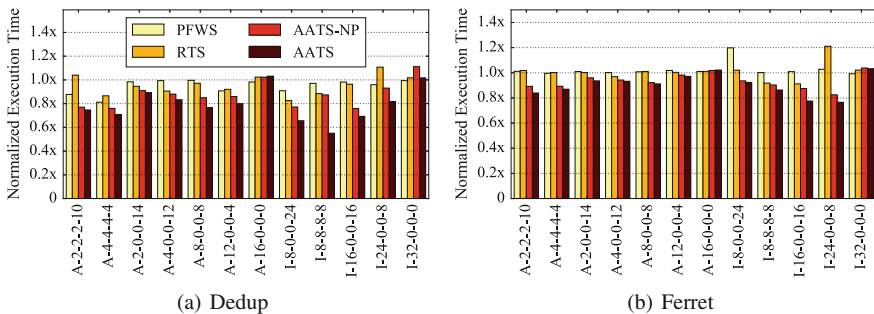 Normalized Execution Time
1.4x
1.2x
1.0x
0.8x
0.6x
0.4x
0.2x
0
PFWS
RTS
AATS-NP
AATS
A-2-2-2-10
A-4-4-4-4
A-2-0-0-14
A-4-0-0-12
A-8-0-0-8
A-12-0-0-4
A-16-0-0-0
I-8-0-0-24
I-8-8-8-8
I-16-0-0-16
I-24-0-0-8
I-32-0-0-0
(a) Dedup
Normalized Execution Time
1.4x
1.2x
1.0x
0.8x
0.6x
0.4x
0.2x
0
A-2-2-2-10
A-4-4-4-4
A-2-0-0-14
A-4-0-0-12
A-8-0-0-8
A-12-0-0-4
A-16-0-0-0
I-8-0-0-24
I-8-8-8-8
I-16-0-0-16
I-24-0-0-8
I-32-0-0-0
(b) Ferret